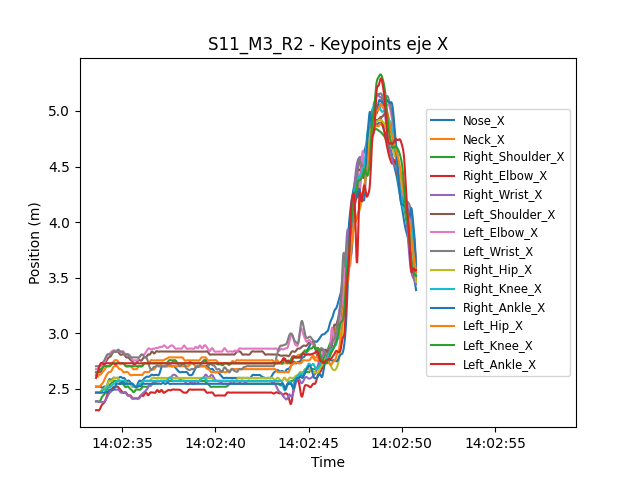 S11_M3_R2 - Keypoints eje X
Position (m)
5.0
4.5
4.0
3.5
3.0
2.5
Nose_X
Neck_X
Right_Shoulder_X
Right_Elbow_X
Right_Wrist_X
Left_Shoulder_X
Left_Elbow_X
Left_Wrist_X
Right_Hip_X
Right_Knee_X
Right_Ankle_X
Left_Hip_X
Left_Knee_X
Left_Ankle_X
14:02:35 14:02:40 14:02:45 14:02:50 14:02:55
Time